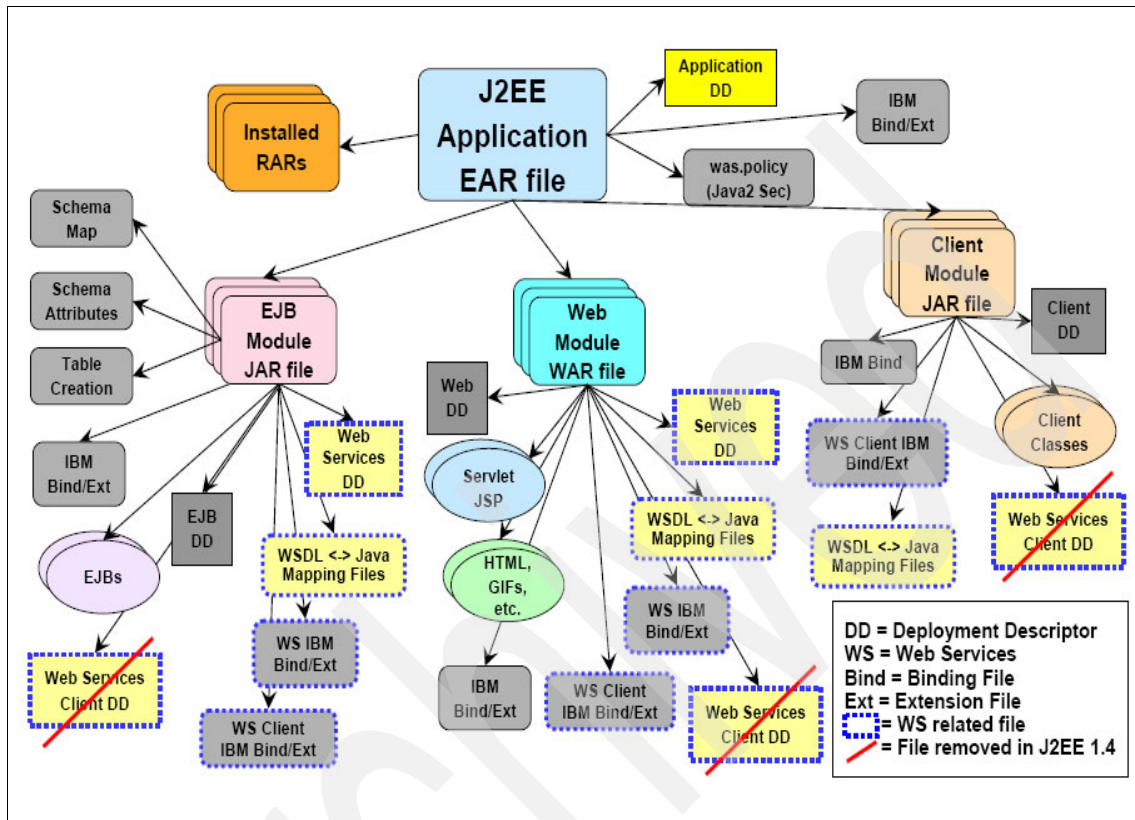 J2EE
Application
EAR file
Application
DD
IBM
Bind/Ext
was.policy
(Java2 Sec)
Installed
RARs
Schema
Map
Schema
Attributes
Table
Creation
EJB
Module
JAR file
Web
Module
WAR file
Client
Module
JAR file
Client
DD
IBM Bind
Web
DD
IBM
Bind/Ext
EJB
DD
Web
Services
DD
Servlet
JSP
Web
Services
DD
WS Client IBM
Bind/Ext
Client
Classes
EJBs
WSDL <-> Java
Mapping Files
HTML,
GIFs,
etc.
WSDL <-> Java
Mapping Files
WSDL <-> Java
Mapping Files
Web Services
Client DD
Web Services
Client DD
WS IBM
Bind/Ext
WS Client
IBM Bind/Ext
IBM
Bind/Ext
WS Client
IBM Bind/Ext
WS IBM
Bind/Ext
Web Services
Client DD
DD = Deployment Descriptor
WS = Web Services
Bind = Binding File
Ext = Extension File
= WS related file
= File removed in J2EE 1.4